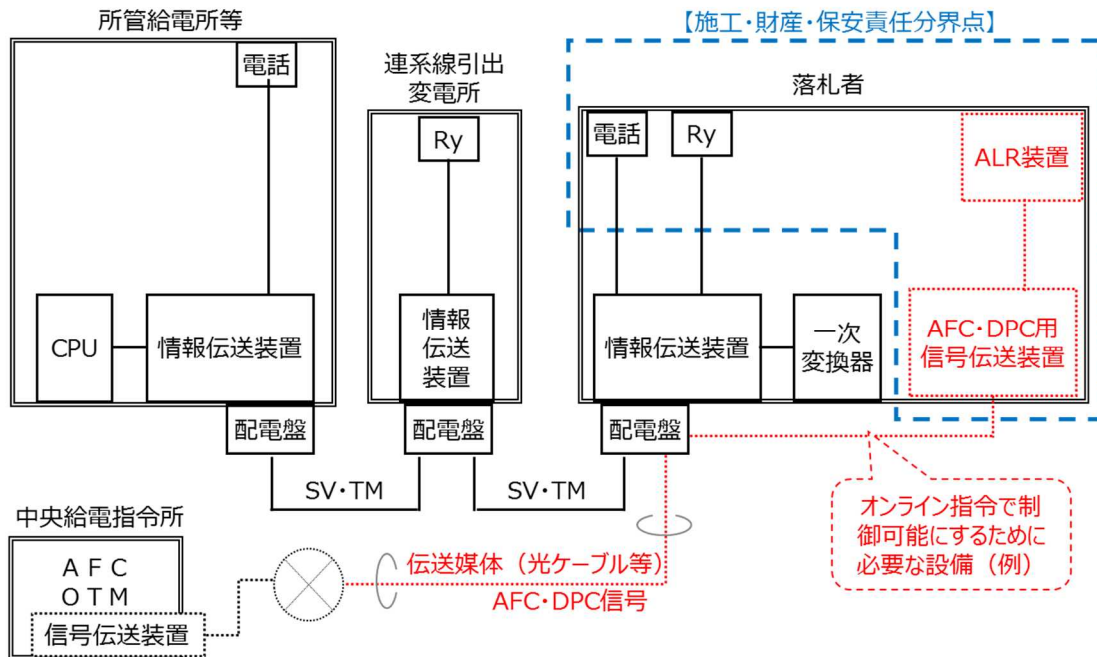 所管給電所等
電話
CPU
情報伝送装置
配電盤
連系線引出
変電所
Ry
情報
伝送
装置
配電盤
【施工・財産・保安責任分界点】
落札者
電話
Ry
ALR装置
情報伝送装置
一次
変換器
AFC・DPC用
信号伝送装置
配電盤
SV・TM
SV・TM
オンライン指令で制
御可能にするために
必要な設備（例）
中央給電指令所
ＡＦＣ
ＯＴＭ
信号伝送装置
伝送媒体（光ケーブル等）
AFC・DPC信号